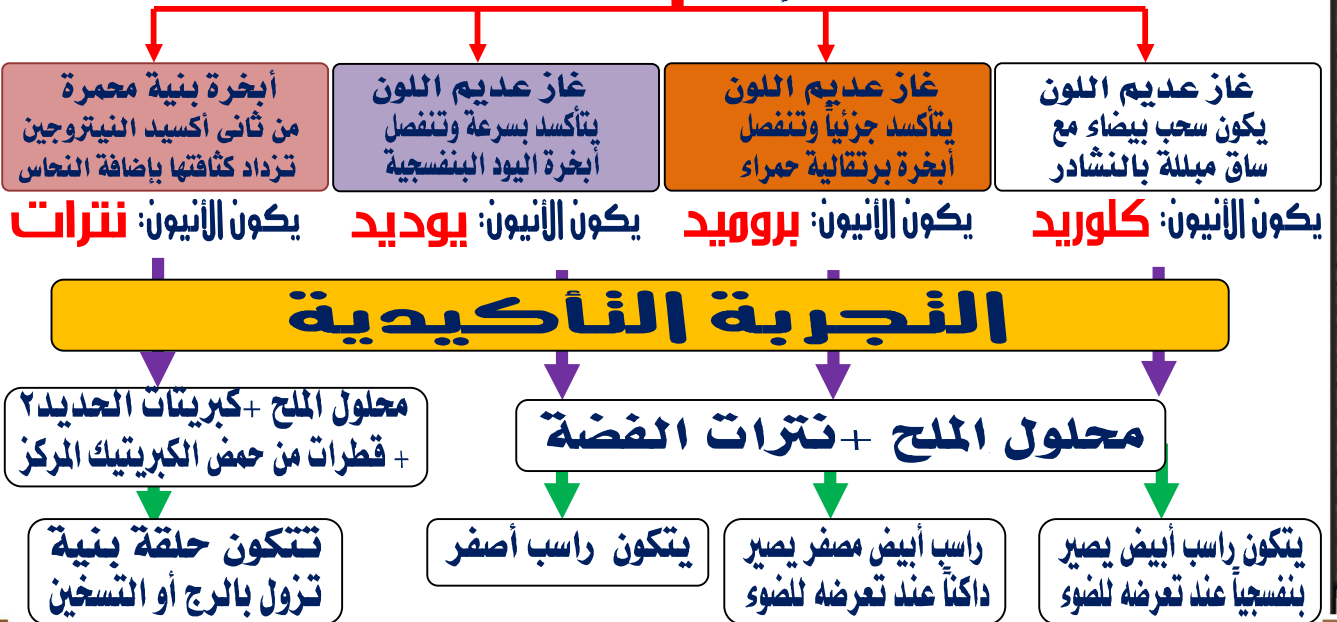 غاز عديم اللون
يكون سحب بيضاء مع
ساق مبللة بالنشادر
غاز عديم اللون
يتأكسد جزئياً وتنفصل
أبخرة برتقالية حمراء
غاز عديم اللون
يتأكسد بسرعة وتنفصل
أبخرة اليود البنفسجية
أبخرة بنية محمرة
من ثانى أكسيد النيتروجين
تزداد كثافتها بإضافة النحاس
يكون الأنيون: كلوريد
يكون الأنيون: بروميد
يكون الأنيون: يوديد
يكون الأنيون: نترات
التجربة التأكيدية
محلول الملح +نترات الفضة
محلول الملح +كبريتات الحديد٢
+ قطرات من حمض الكبريتيك المركز
يتكون راسب أبيض يصير
بنفسجياً عند تعرضه للضوء
راسب أبيض مصفر يصير
داكناً عند تعرضه للضوء
يتكون راسب أصفر
تتكون حلقة بنية
تزول بالرج أو التسخين